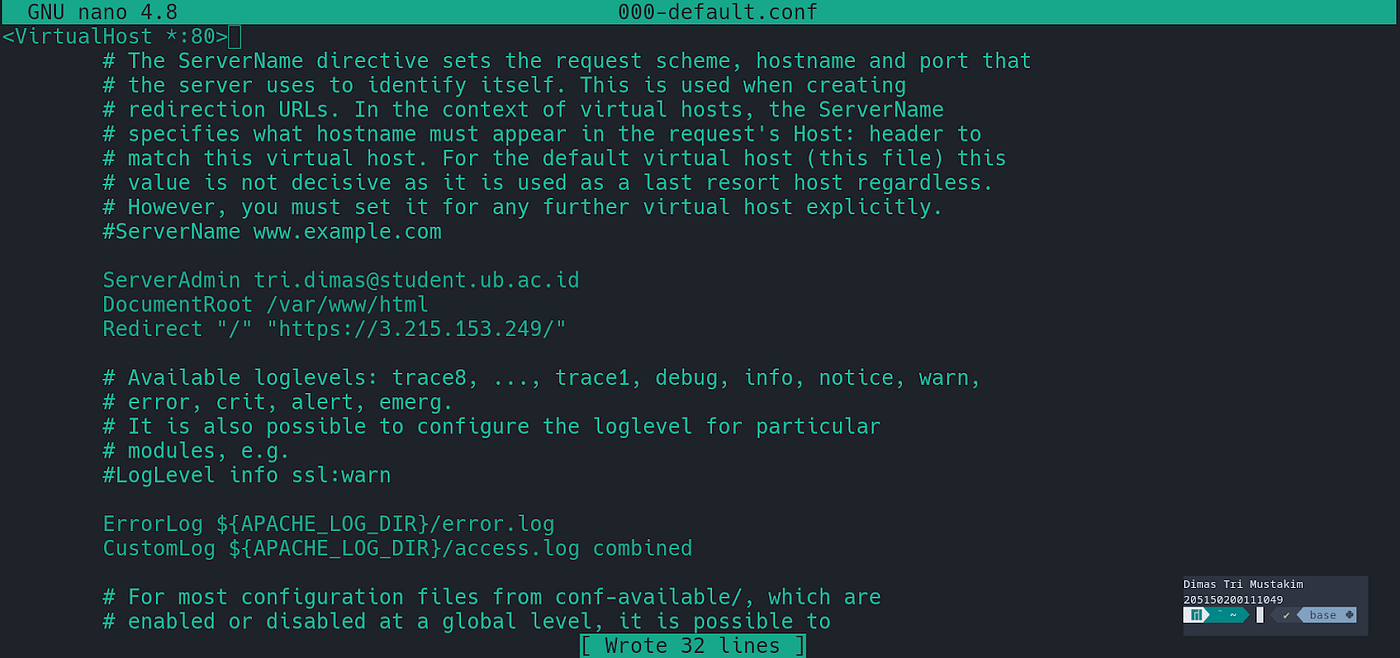 GNU nano 4.8 000-default.conf
<VirtualHost *:80>
# The ServerName directive sets the request scheme, hostname and port that
# the server uses to identify itself. This is used when creating
# redirection URLs. In the context of virtual hosts, the ServerName
# specifies what hostname must appear in the request's Host: header to
# match this virtual host. For the default virtual host (this file) this
# value is not decisive as it is used as a last resort host regardless.
# However, you must set it for any further virtual host explicitly.
#ServerName www.example.com
ServerAdmin tri.dimas@student.ub.ac.id
DocumentRoot /var/www/html
Redirect "/" "https://3.215.153.249/"
# Available loglevels: trace8, ..., trace1, debug, info, notice, warn,
# error, crit, alert, emerg.
# It is also possible to configure the loglevel for particular
# modules, e.g.
#LogLevel info ssl:warn
ErrorLog ${APACHE_LOG_DIR}/error.log
CustomLog ${APACHE_LOG_DIR}/access.log combined
# For most configuration files from conf-available/, which are
# enabled or disabled at a global level, it is possible to
[ Wrote 32 lines ]
Dimas Tri Mustakim
205150200111049
~ ✓ base